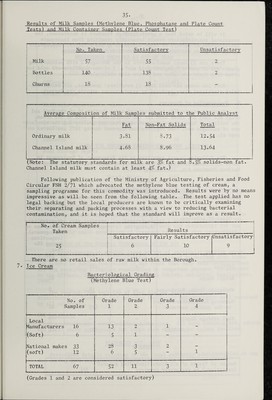 35.
Results of Milk Samples (Methylene Blue, Phosphatase and Plate Count
Tests) and Milk Container Samples (Plate Count Test)
No. Taken Satisfactory Unsatisfactory
Milk 57 55 2
Bottles 140 138 2
Churns 18 18 -
Average Composition of Milk Samples submitted to the Public Analyst
Fat Non-Fat Solids Total
Ordinary milk 3.81 8.73 12.54
Channel Island milk 4.68 8.96 13.64
(Note: The statutory standards for milk are 3% fat and 8.5% solids-non fat.
Channel Island milk must contain at least 4% fat.)
Following publication of the Ministry of Agriculture, Fisheries and Food
Circular FSH 2/71 which advocated the methylene blue testing of cream, a
sampling programme for this commodity was introduced. Results were by no means
impressive as will be seen from the following table. The test applied has no
legal backing but the local producers are known to be critically examining
their separating and packing procedures with a view to reducing bacterial
contamination, and it is hoped that the standard will improve as a result.
No. of Cream Samples Taken Results
Satisfactory Fairly Satisfactory Unsatisfactory
25 6 10 9
There are no retail sales of raw milk within the Borough.
7. Ice Cream
Bacteriological Grading
(Methylene Blue Test)
No. of Samples Grade 1 Grade 2 Grade 3 Grade 4
Local
Manufacturers 16 13 2 1 -
(Soft) 6 5 1 - -
National makes 33 28 3 2 -
(soft) 12 6 5 - 1
TOTAL 67 52 11 3 1
(Grades 1 and 2 are considered satisfactory)